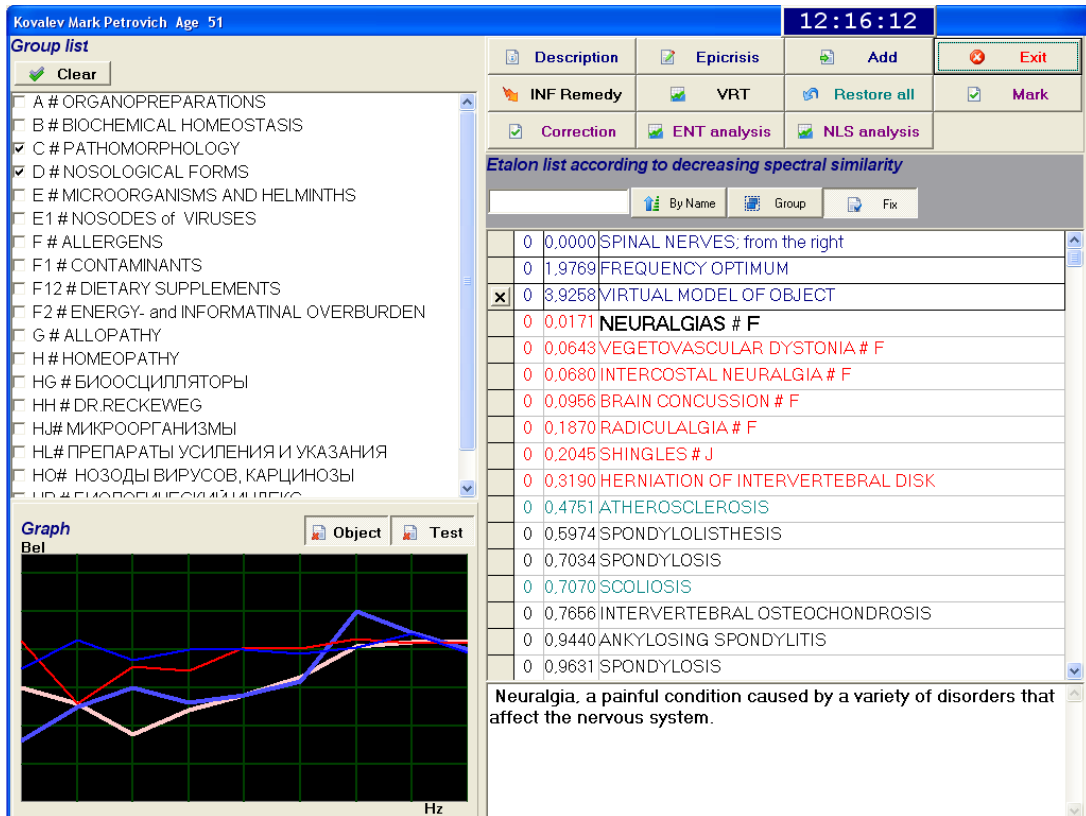 Kovalev Mark Petrovich Age 51
12:16:12
Group list
Clear
A # ORGANOPREPARATIONS
B # BIOCHEMICAL HOMEOSTASIS
C # PATHOMORPHOLOGY
D # NOSOLOGICAL FORMS
E # MICROORGANISMS AND HELMINTHS
E1 # NOSODES of VIRUSES
F # ALLERGENS
F1 # CONTAMINANTS
F12 # DIETARY SUPPLEMENTS
F2 # ENERGY- and INFORMATINAL OVERBURDEN
G # ALLOPATHY
H # HOMEOPATHY
HG # БИООСЦИЛЛЯТОРЫ
HH # DR.RECKEWEG
HJ# МИКРООРГАНИЗМЫ
HL# ПРЕПАРАТЫ УСИЛЕНИЯ И УКАЗАНИЯ
HO# НОЗОДЫ ВИРУСОВ, КАРЦИНОЗЫ
Description
Epicrisis
Add
Exit
INF Remedy
VRT
Restore all
Mark
Correction
ENT analysis
NLS analysis
Etalon list according to decreasing spectral similarity
By Name
Group
Fix
0 0,0000 SPINAL NERVES; from the right
0 1,9769 FREQUENCY OPTIMUM
0 3,9258 VIRTUAL MODEL OF OBJECT
0 0,0171 NEURALGIAS # F
0 0,0643 VEGETOVASCULAR DYSTONIA # F
0 0,0680 INTERCOSTAL NEURALGIA # F
0 0,0956 BRAIN CONCUSSION # F
0 0,1870 RADICULALGIA # F
0 0,2045 SHINGLES # J
0 0,3190 HERNIATION OF INTERVERTEBRAL DISK
0 0,4751 ATHEROSCLEROSIS
0 0,5974 SPONDYLOLISTHESIS
0 0,7034 SPONDYLOSIS
0 0,7070 SCOLIOSIS
0 0,7656 INTERVERTEBRAL OSTEOCHONDROSIS
0 0,9440 ANKYLOSING SPONDYLITIS
0 0,9631 SPONDYLOSIS
Graph
Object
Test
Bel
Hz
Neuralgia, a painful condition caused by a variety of disorders that
affect the nervous system.